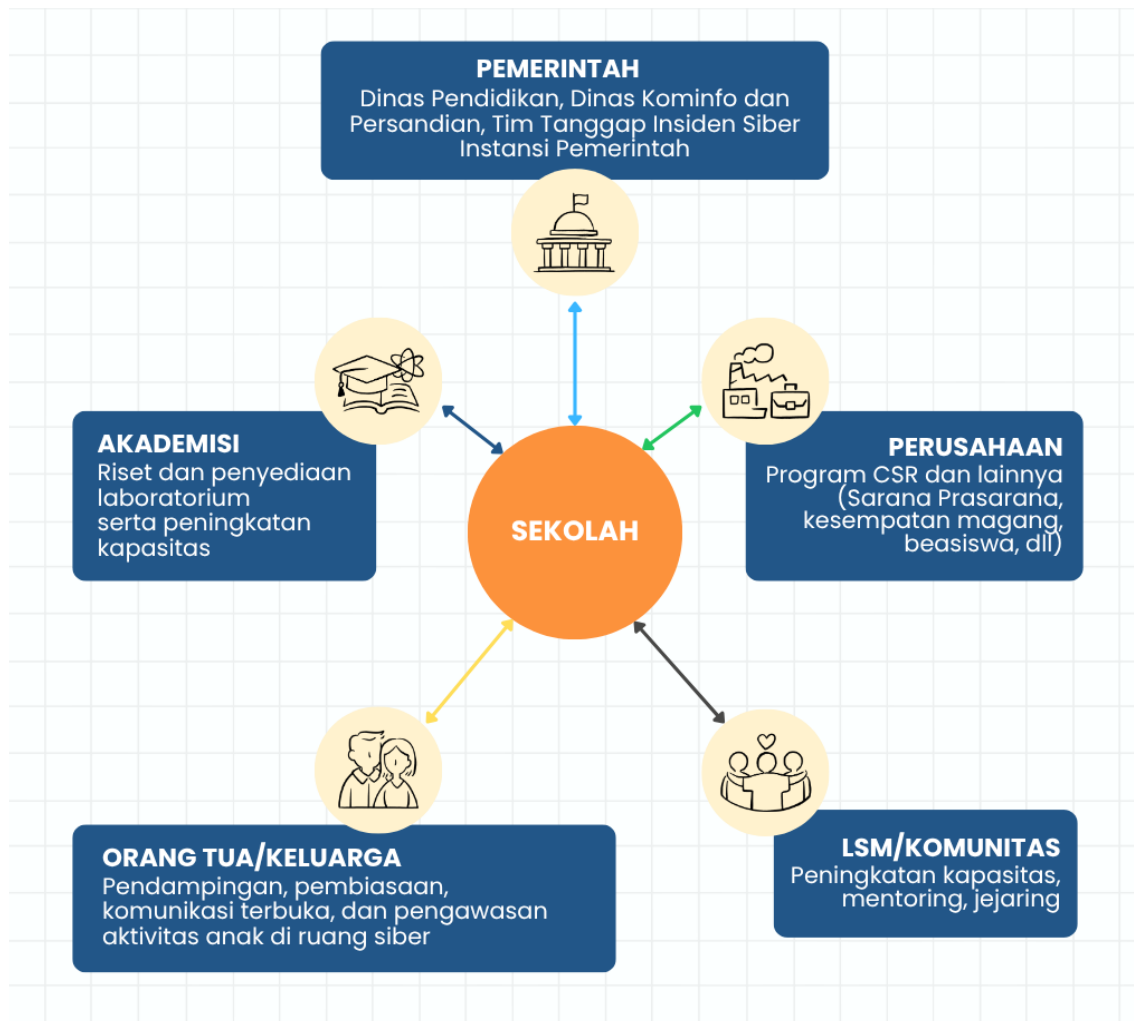 PEMERINTAH
Dinas Pendidikan, Dinas Kominfo dan
Persandian, Tim Tanggap Insiden Siber
Instansi Pemerintah
AKADEMISI
Riset dan penyediaan
laboratorium
serta peningkatan
kapasitas
PERUSAHAAN
Program CSR dan lainnya
(Sarana Prasarana,
kesempatan magang,
beasiswa, dll)
SEKOLAH
ORANG TUA/KELUARGA
Pendampingan, pembiasaan,
komunikasi terbuka, dan pengawasan
aktivitas anak di ruang siber
LSM/KOMUNITAS
Peningkatan kapasitas,
mentoring, jejaring